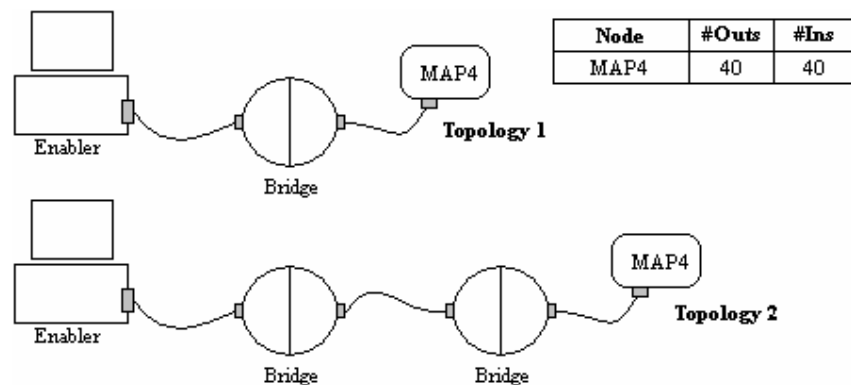 Node #Outs #Ins
MAP4 40 40
MAP4
Topology 1
Enabler
Bridge
MAP4
Topology 2
Enabler
Bridge Bridge